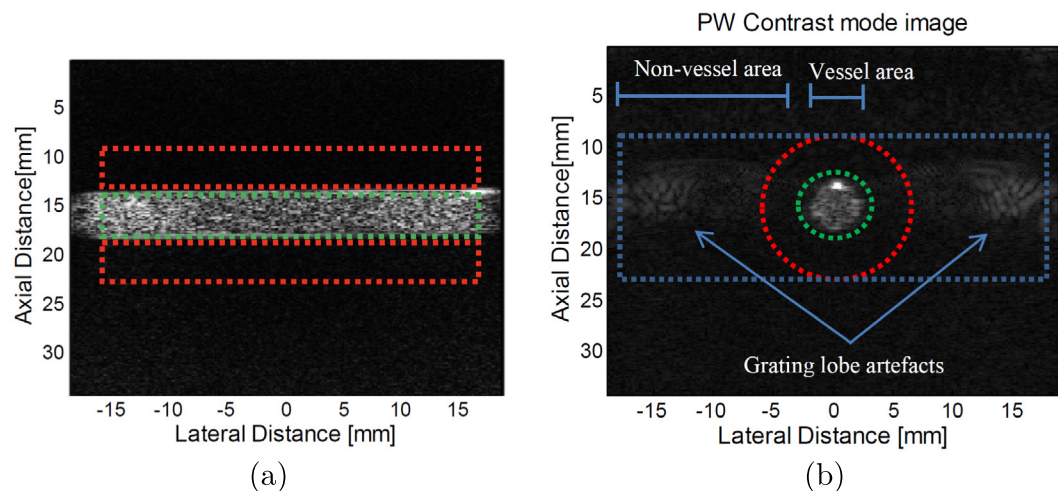 PW Contrast mode image
Non-vessel area
Vessel area
5
10
15
20
25
30
Axial Distance[mm]
-15 -10 -5 0 5 10 15
Lateral Distance [mm]
(a)
5
10
15
20
25
30
Axial Distance[mm]
Grating lobe artefacts
-15 -10 -5 0 5 10 15
Lateral Distance [mm]
(b)